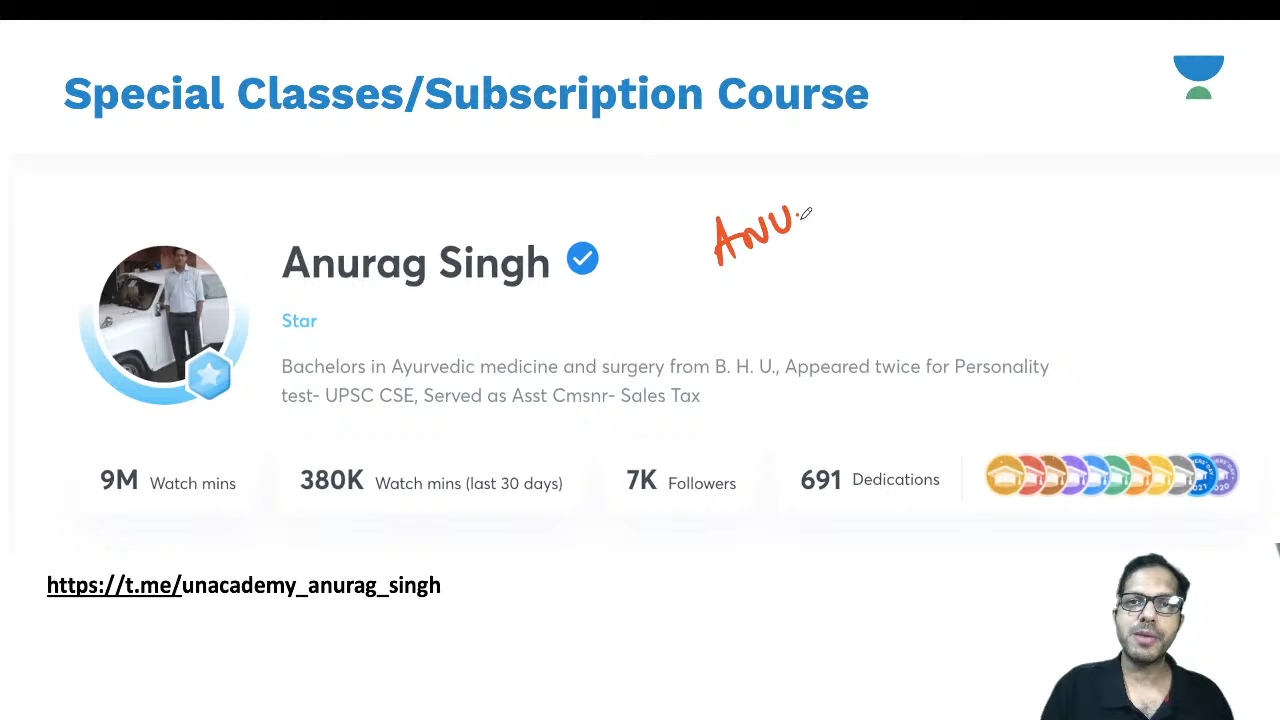 Special Classes/Subscription Course
Anurag Singh
ANU
Star
Bachelors in Ayurvedic medicine and surgery from B. H. U., Appeared twice for Personality
test- UPSC CSE, Served as Asst Cmsnr- Sales Tax
9M Watch mins
380K Watch mins (last 30 days)
7K Followers
691 Dedications
https://t.me/unacademy_anurag_singh